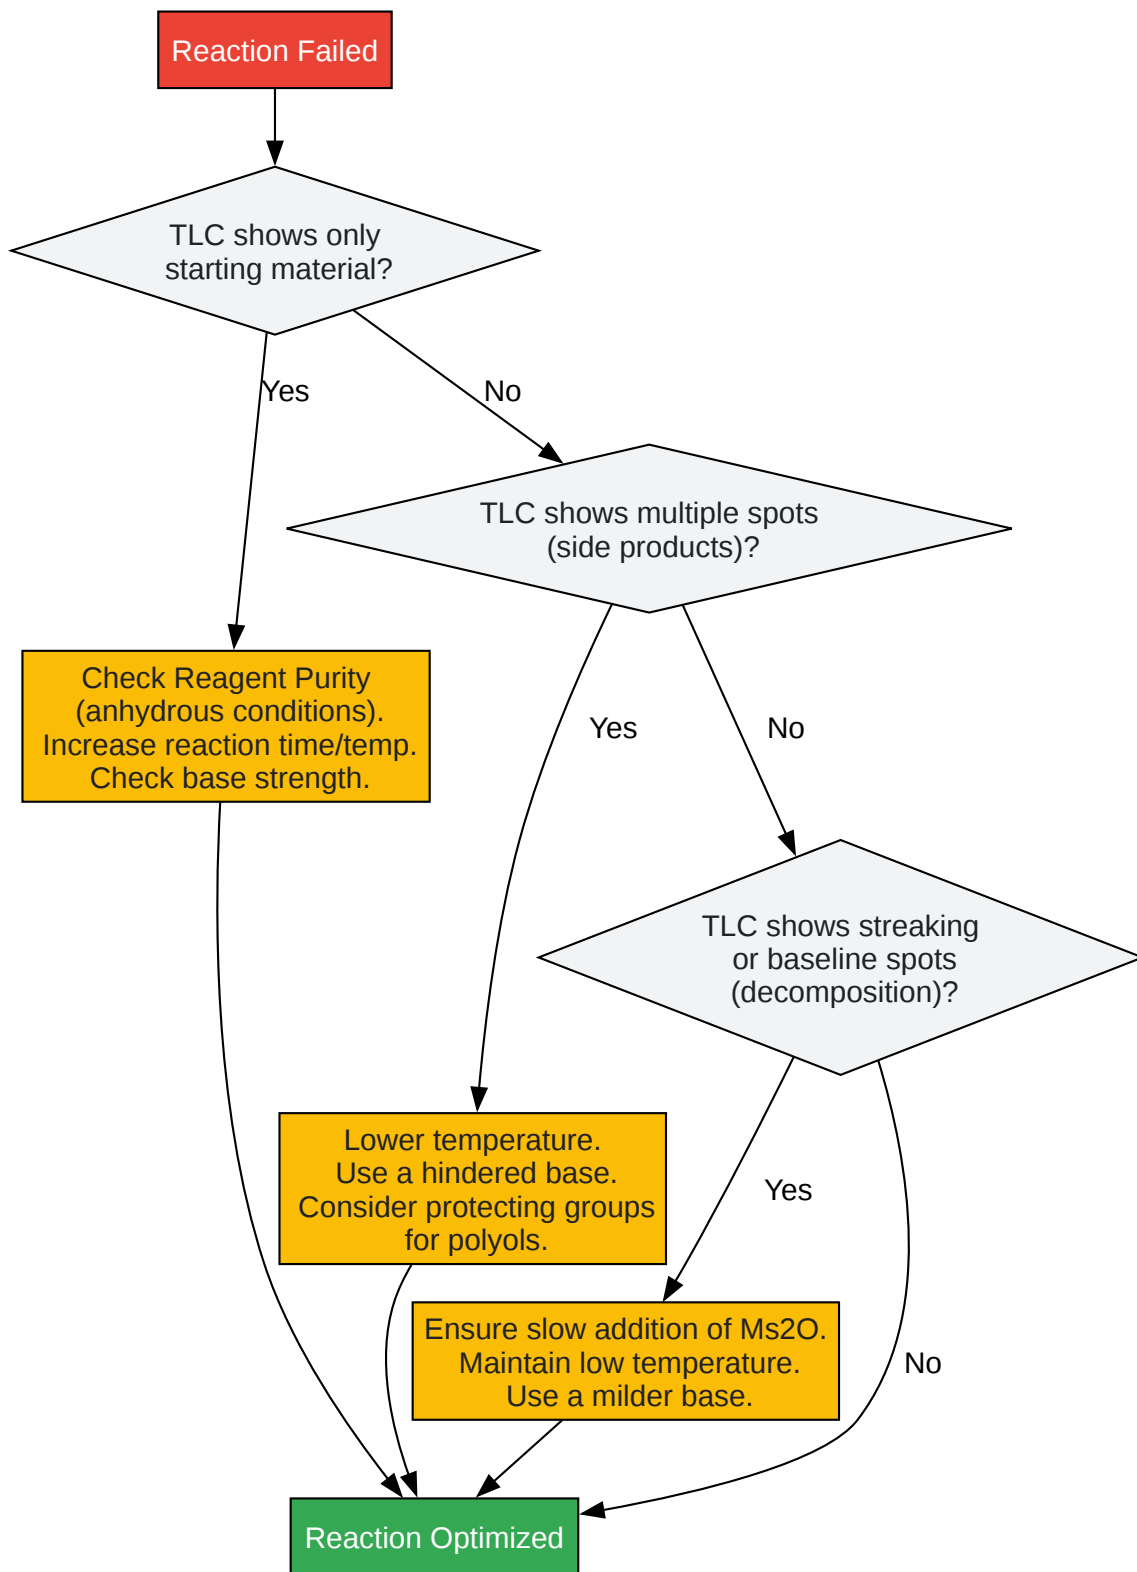 Reaction Failed
TLC shows only
starting material?
Yes
No
TLC shows multiple spots
(side products)?
Check Reagent Purity
(anhydrous conditions).
Increase reaction time/temp.
Check base strength.
Yes
No
TLC shows streaking
or baseline spots
(decomposition)?
Lower temperature.
Use a hindered base.
Consider protecting groups
for polyols.
Yes
Ensure slow addition of Ms2O.
Maintain low temperature.
Use a milder base.
No
Reaction Optimized